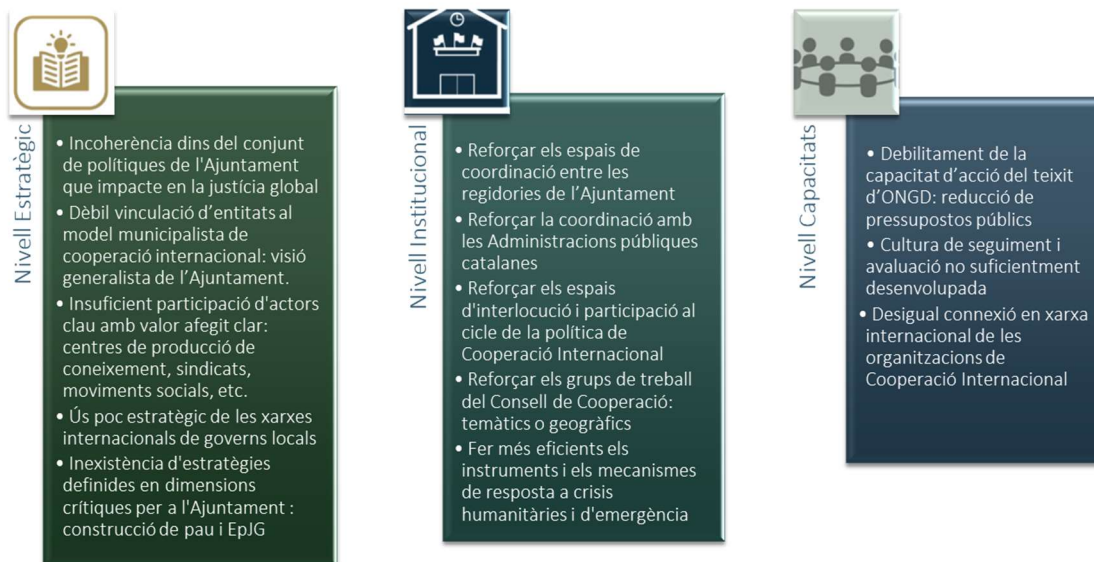 Nivell Estratègic
• Incoherència dins del conjunt
de polítiques de l'Ajuntament
que impacte en la justícia global
• Dèbil vinculació d’entitats al
model municipalista de
cooperació internacional: visió
generalista de l’Ajuntament.
• Insuficient participació d'actors
clau amb valor afegit clar:
centres de producció de
coneixement, sindicats,
moviments socials, etc.
• Ús poc estratègic de les xarxes
internacionals de governs locals
• Inexistència d'estratègies
definides en dimensions
crítiques per a l'Ajuntament :
construcció de pau i EpJG
Nivell Institucional
• Reforçar els espais de
coordinació entre les
regidories de l’Ajuntament
• Reforçar la coordinació amb
les Administracions públiques
catalanes
• Reforçar els espais
d'interlocució i participació al
cicle de la política de
Cooperació Internacional
• Reforçar els grups de treball
del Consell de Cooperació:
temàtics o geogràfics
• Fer més eficients els
instruments i els mecanismes
de resposta a crisis
humanitàries i d'emergència
Nivell Capacitats
• Debilitament de la
capacitat d’acció del teixit
d’ONGD: reducció de
pressupostos públics
• Cultura de seguiment i
avaluació no suficientment
desenvolupada
• Desigual connexió en xarxa
internacional de les
organitzacions de
Cooperació Internacional